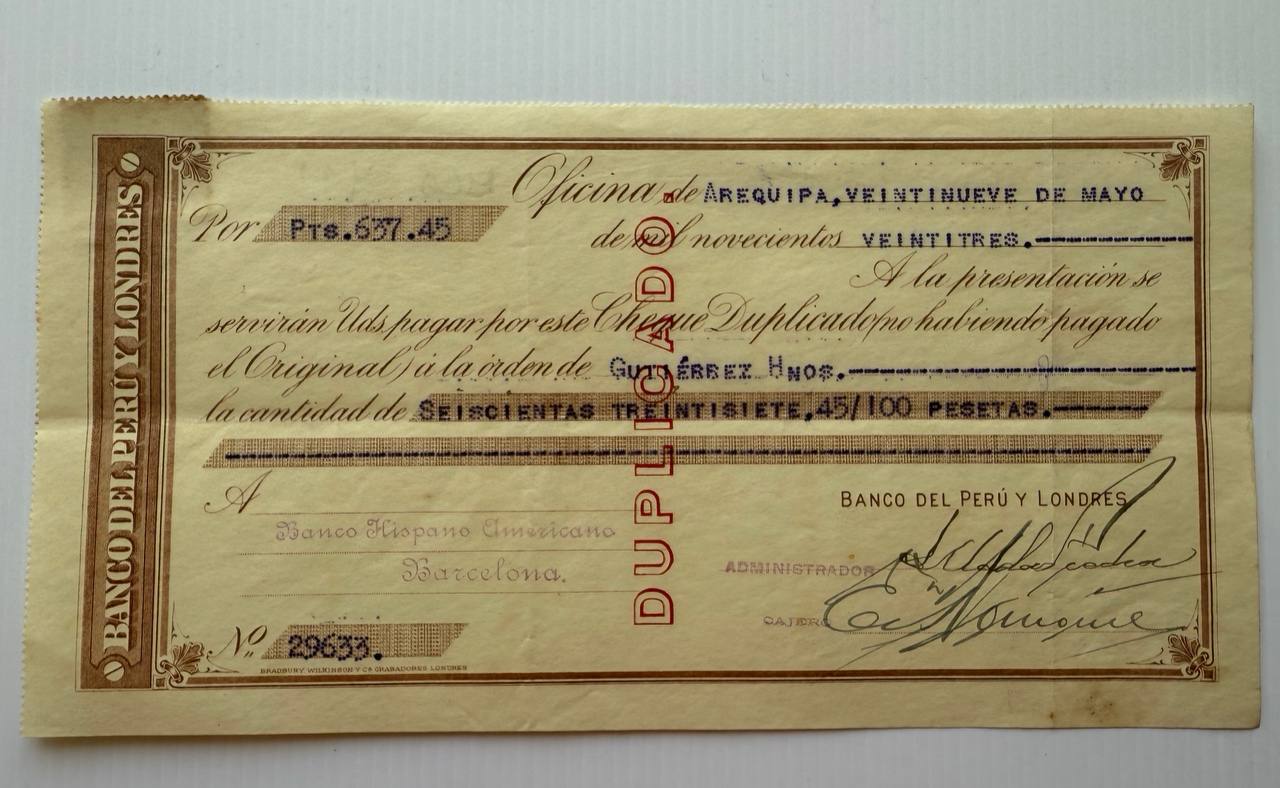 BANCO DEL PERÚ Y LONDRES
Oficina de AREQUIPA, VEINTINUEVE DE MAYO
Por PTS.637.45 de mil novecientos VEINTITRES.
A la presentación se
servirán Uds, pagar por este Cheque Duplicado (no habiendo pagado
el Original) á la órden de GUTIÉRREZ HNOS.
la cantidad de SEISCIENTAS TREINTISIETE,45/100 PESETAS.
DUPLICADO.
A
Banco Hispano Americano
Barcelona.
BANCO DEL PERÚ Y LONDRES
ADMINISTRADOR
CAJERO
No. 29633.
BRADBURY, WILKINSON Y Ca. GRABADORES LONDRES